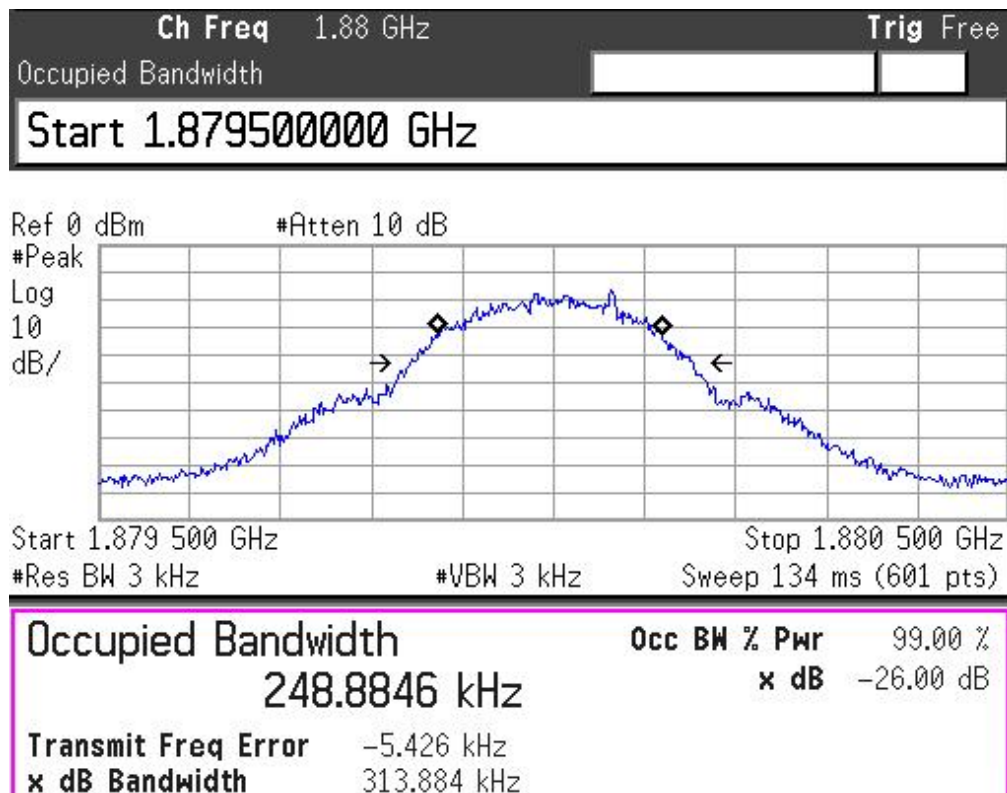 Ch Freq 1.88 GHz Trig Free
Occupied Bandwidth
Start 1.879500000 GHz
Ref 0 dBm #Atten 10 dB
#Peak
Log
10
dB/
Start 1.879 500 GHz Stop 1.880 500 GHz
#Res BW 3 kHz #VBW 3 kHz Sweep 134 ms (601 pts)
Occupied Bandwidth Occ BW % Pwr 99.00 %
248.8846 kHz x dB -26.00 dB
Transmit Freq Error -5.426 kHz
x dB Bandwidth 313.884 kHz